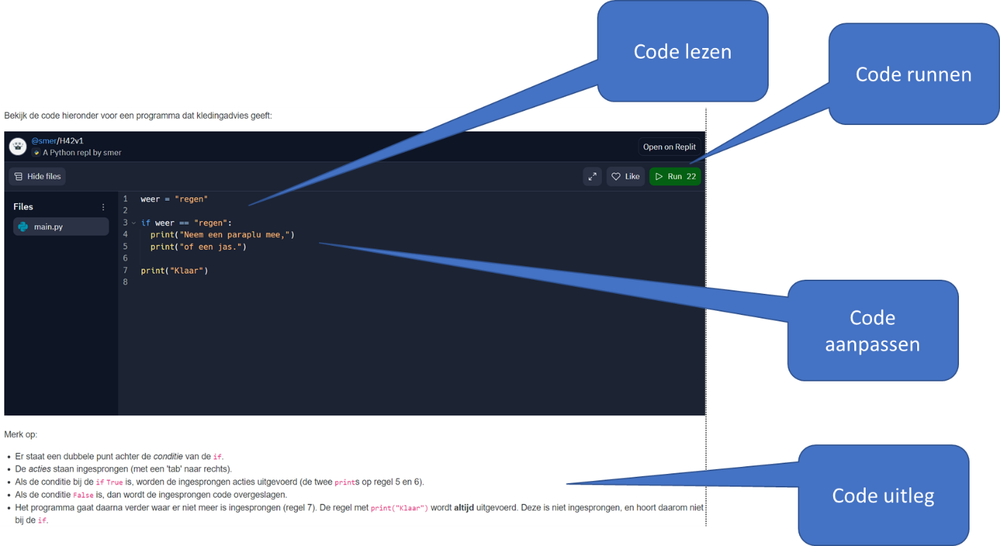 Code lezen
Code runnen
Bekijk de code hieronder voor een programma dat kledingadvies geeft:
@smer/H42v1
A Python repl by smer
Open on Replit
Hide files
Like
Run 22
Files
main.py
1 weer = "regen"
2
3 if weer == "regen":
4 print("Neem een paraplu mee,")
5 print("of een jas.")
6
7 print("Klaar")
8
Code
aanpassen
Merk op:
• Er staat een dubbele punt achter de conditie van de if.
• De acties staan ingesprongen (met een 'tab' naar rechts).
• Als de conditie bij de if True is, worden de ingesprongen acties uitgevoerd (de twee prints op regel 5 en 6).
• Als de conditie False is, dan wordt de ingesprongen code overgeslagen.
• Het programma gaat daarna verder waar er niet meer is ingesprongen (regel 7). De regel met print("Klaar") wordt altijd uitgevoerd. Deze is niet ingesprongen, en hoort daarom niet
bij de if.
Code uitleg